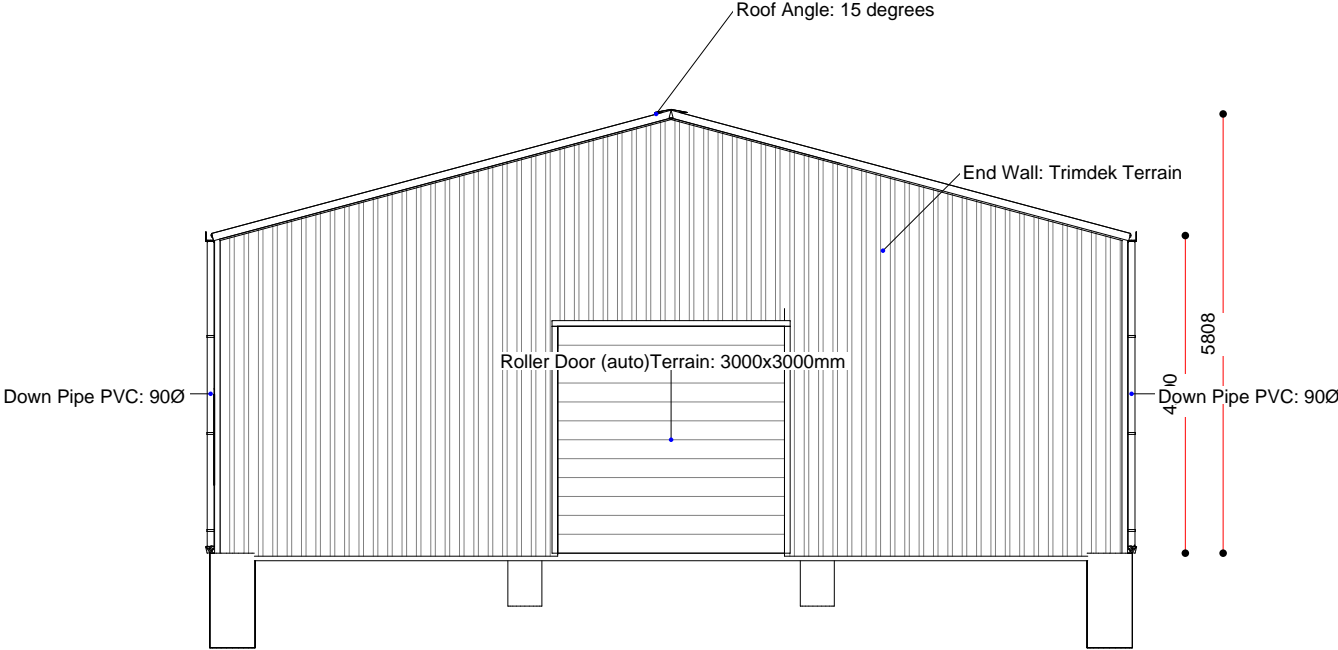 Roof Angle: 15 degrees
End Wall: Trimdek Terrain
5808
Roller Door (auto)Terrain: 3000x3000mm
Down Pipe PVC: 90Ø
Down Pipe PVC: 90Ø